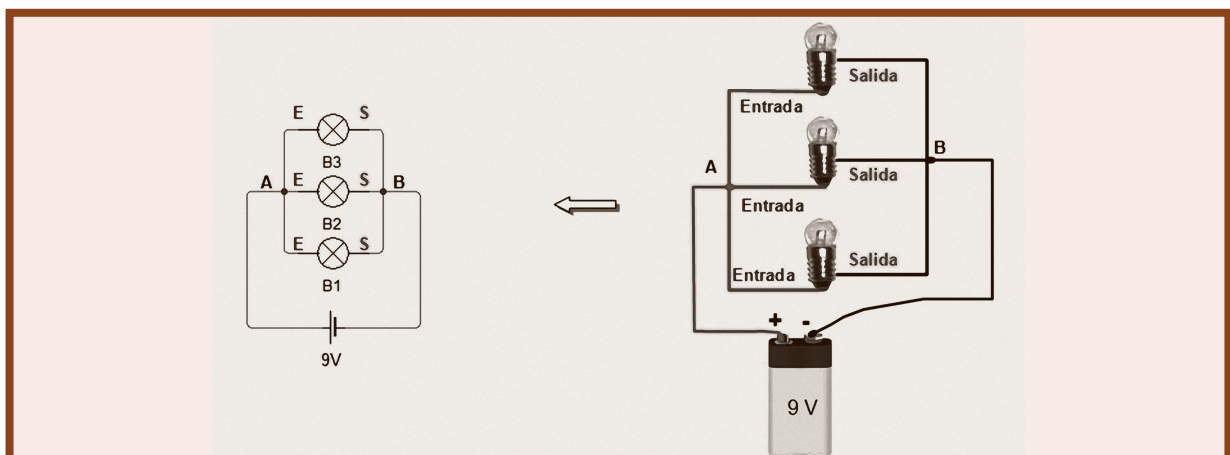 E S
B3
A E S B
B2
E S
B1
9V
Salida
Entrada
A
B
Salida
Entrada
Salida
Entrada
+ -
9 V